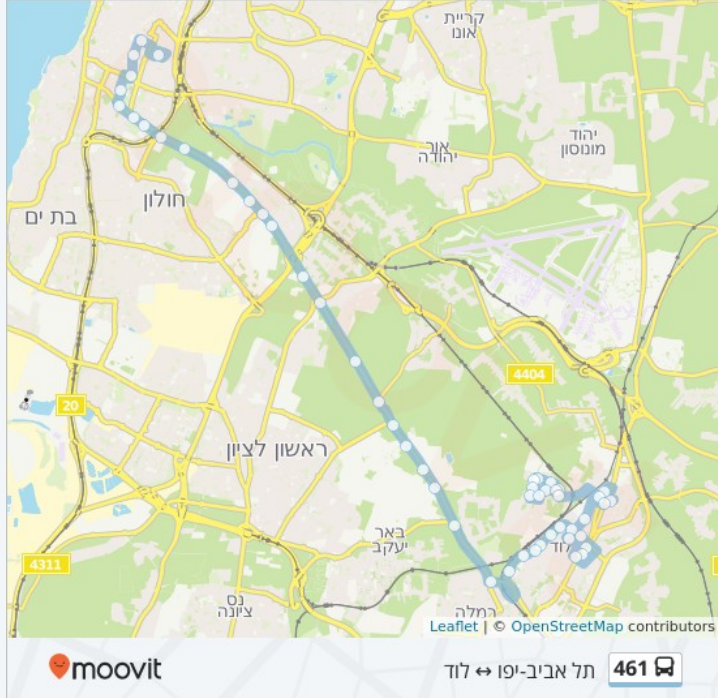 קריית
אונו
אור
יהודה
יהוד
מונוסון
חולון
בת ים
4404
20
ראשון לציון
באר
יעקב
לוד
4311
נס
ציונה
רמלה
Leaflet | © OpenStreetMap contributors
moovit
תל אביב-יפו ↔ לוד
461